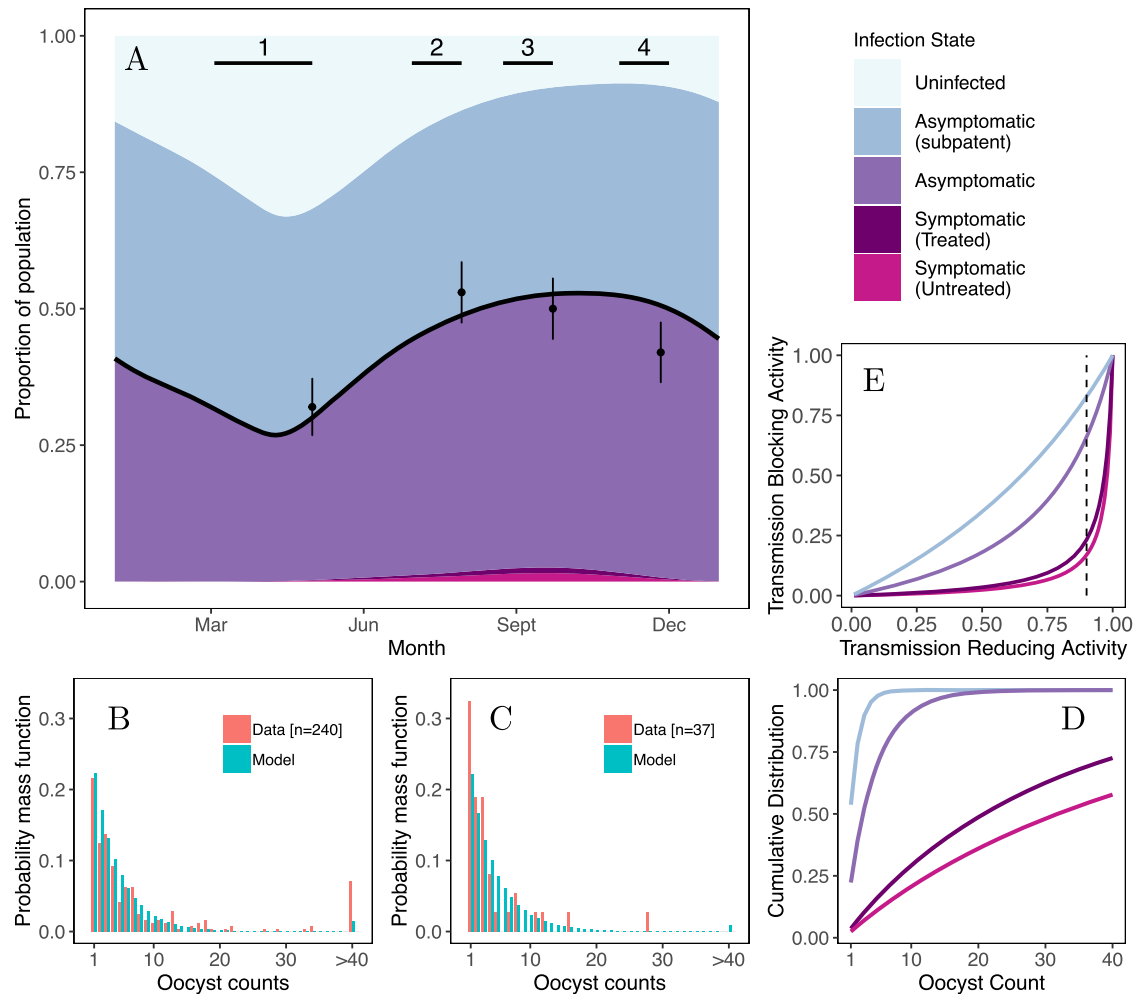 A
1
2
3
4
1.00
0.75
0.50
0.25
0.00
Proportion of population
Mar
Jun
Sept
Dec
Month
Infection State
Uninfected
Asymptomatic
(subpatent)
Asymptomatic
Symptomatic
(Treated)
Symptomatic
(Untreated)
E
1.00
0.75
0.50
0.25
0.00
Transmission Blocking Activity
0.00
0.25
0.50
0.75
1.00
Transmission Reducing Activity
B
Data [n=240]
Model
0.3
0.2
0.1
0.0
Probability mass function
1
10
20
30
>40
Oocyst counts
C
Data [n=37]
Model
0.3
0.2
0.1
0.0
Probability mass function
1
10
20
30
>40
Oocyst counts
D
1.00
0.75
0.50
0.25
0.00
Cumulative Distribution
1
10
20
30
40
Oocyst Count